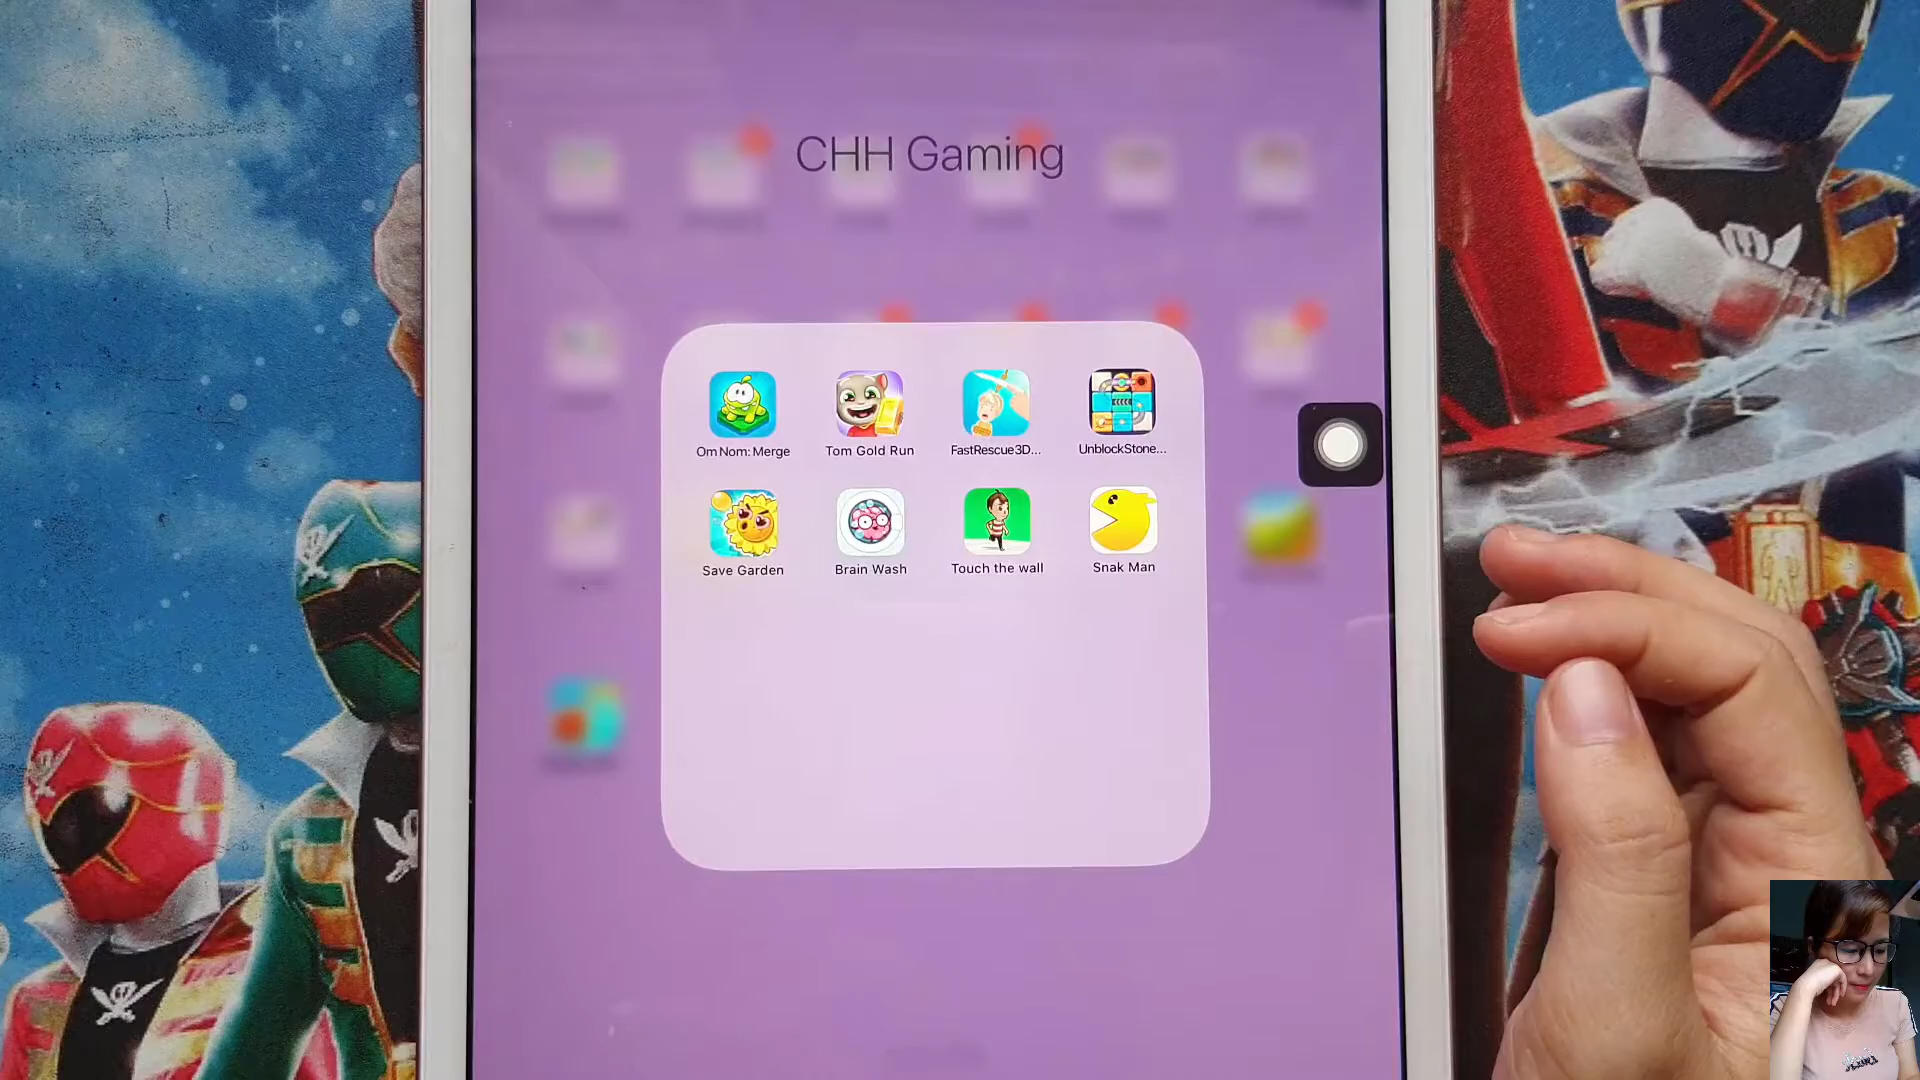 CHH Gaming
Om Nom: Merge
Tom Gold Run
FastRescue3D...
UnblockStone...
Save Garden
Brain Wash
Touch the wall
Snak Man